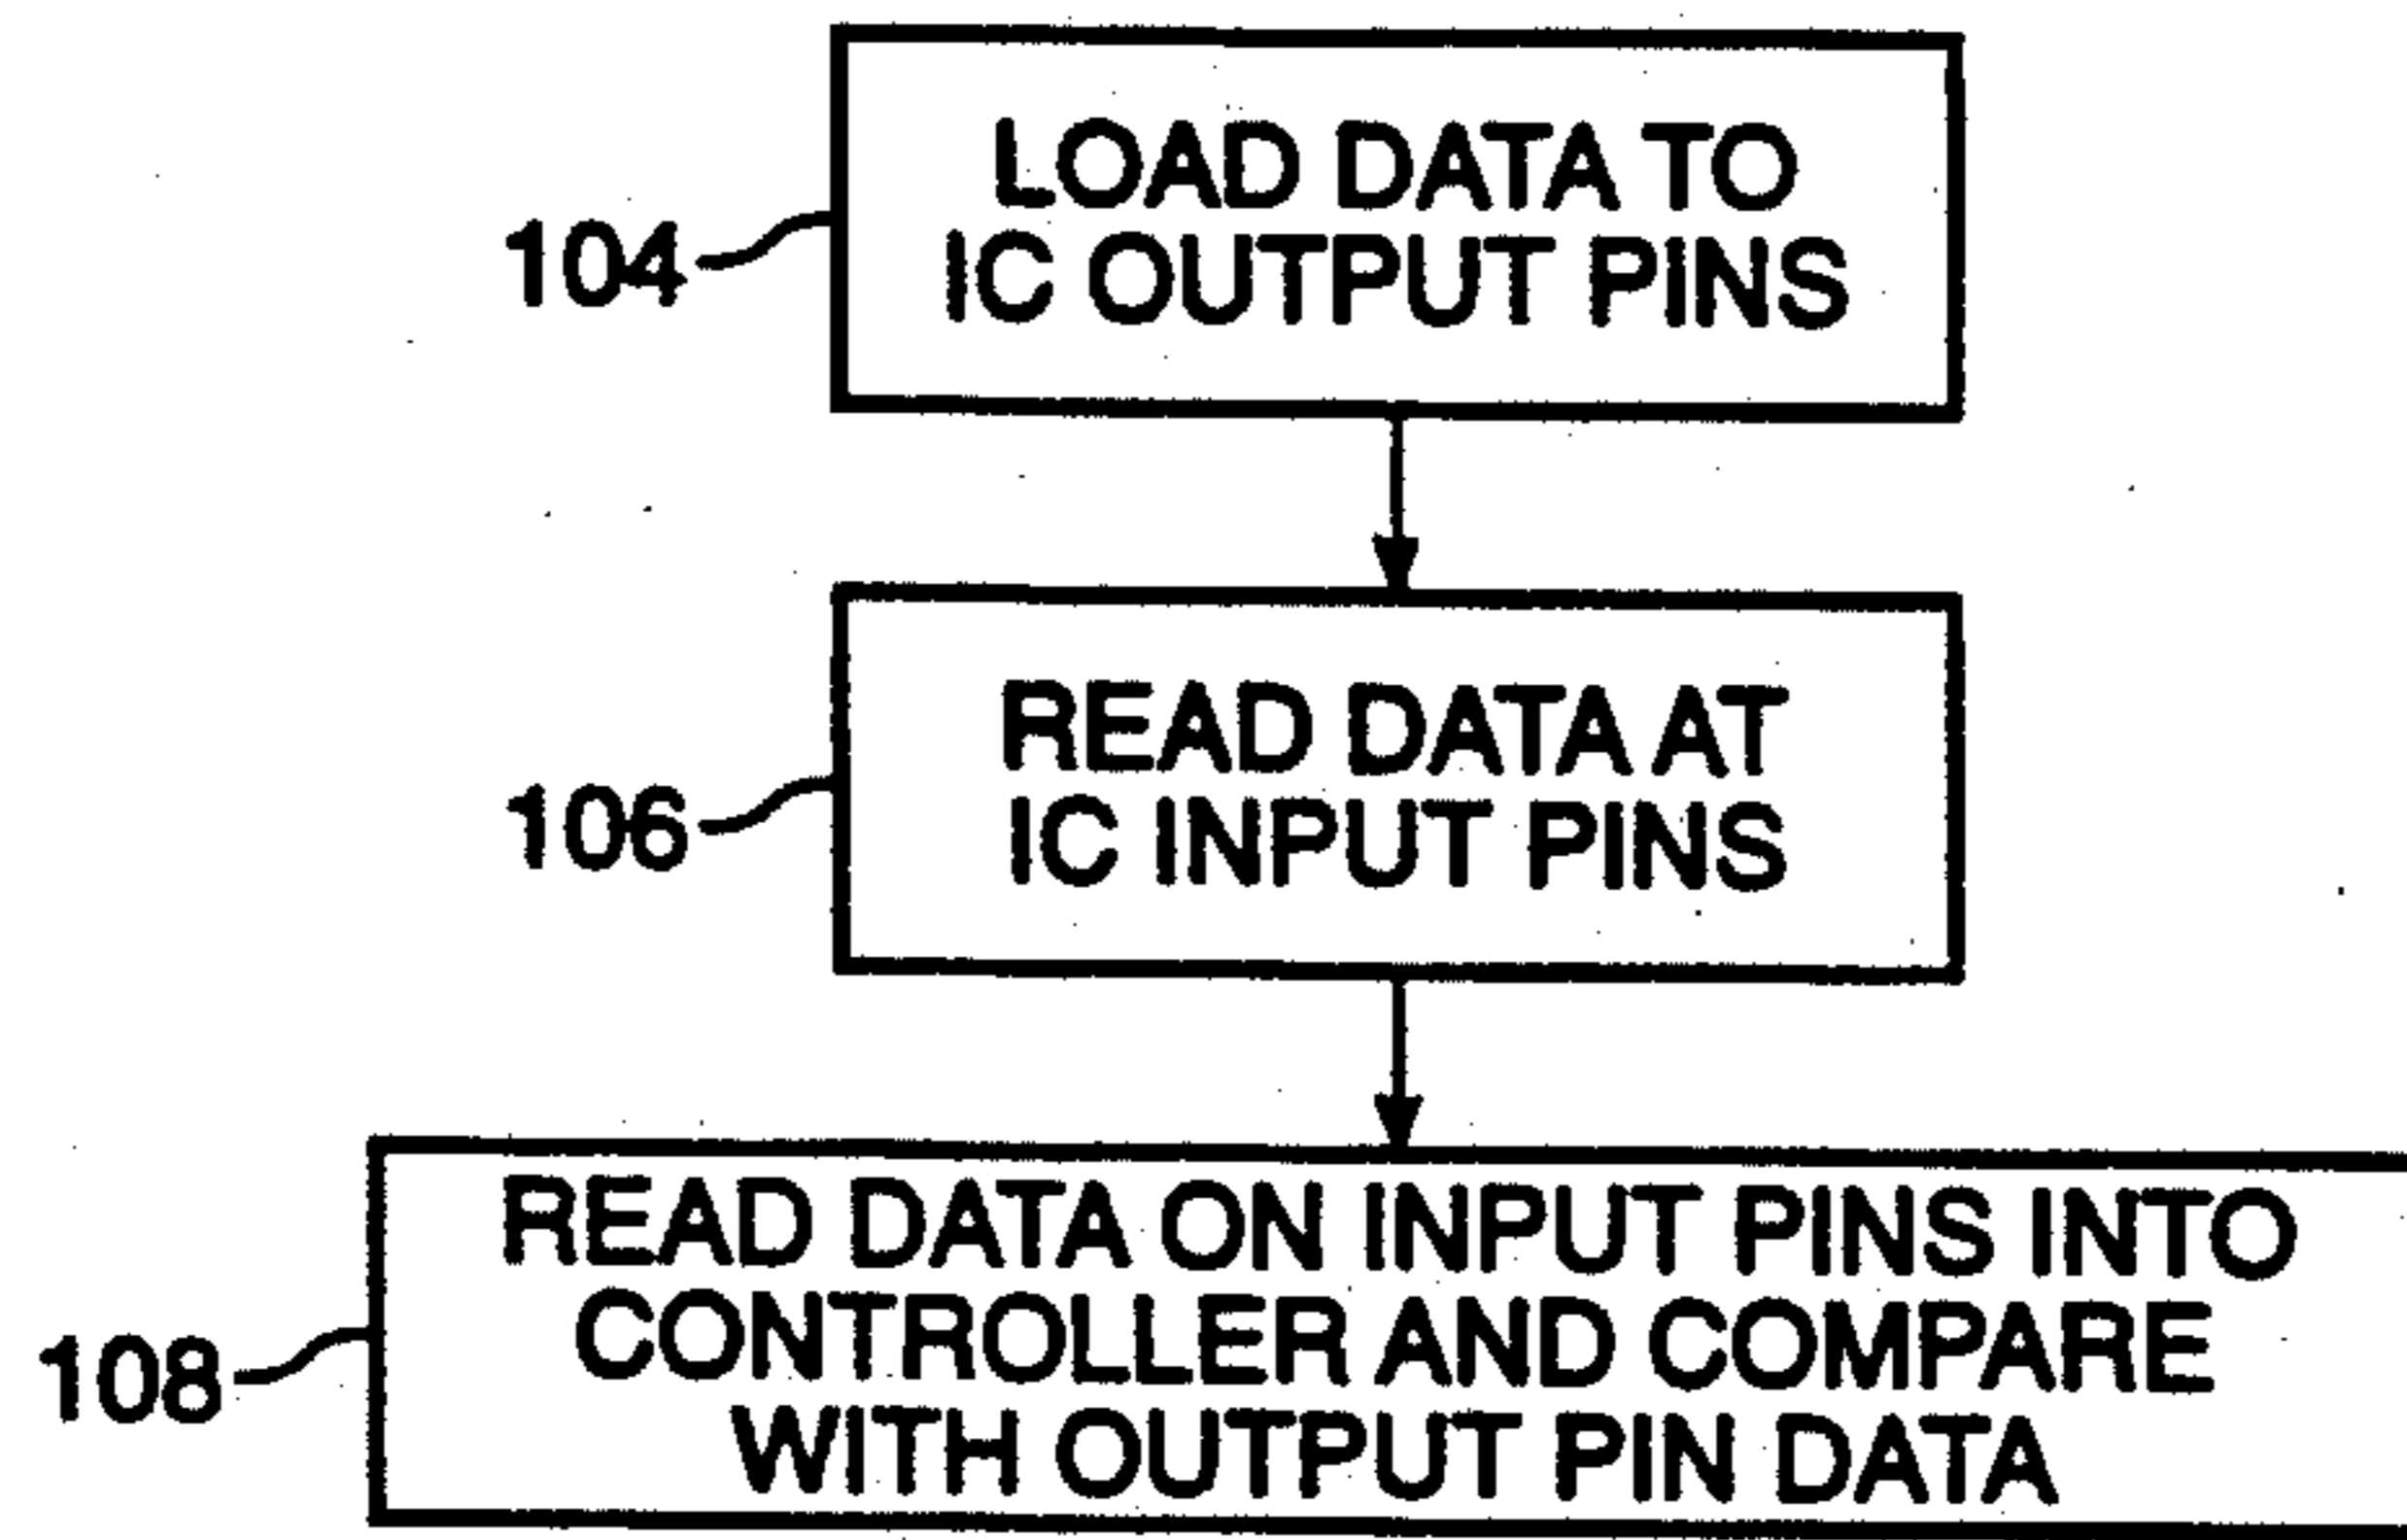 LOAD DATA TO
IC OUTPUT PINS
104
READ DATA AT
IC INPUT PINS
106
READ DATA ON INPUT PINS INTO
CONTROLLER AND COMPARE
WITH OUTPUT PIN DATA
108